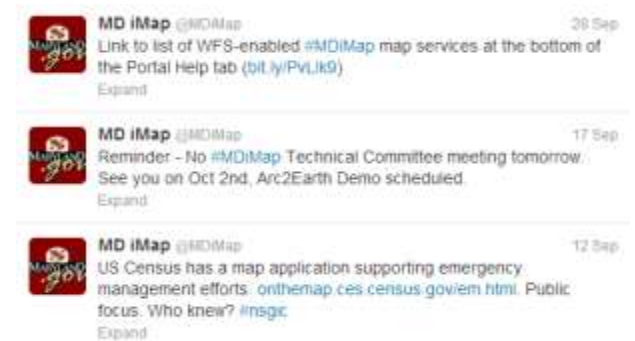 MD iMap @MDiMap 28 Sep
Link to list of WFS-enabled #MDiMap map services at the bottom of
the Portal Help tab (bit.ly/PvLlk9)
Expand
MD iMap @MDiMap 17 Sep
Reminder - No #MDiMap Technical Committee meeting tomorrow.
See you on Oct 2nd, Arc2Earth Demo scheduled.
Expand
MD iMap @MDiMap 12 Sep
US Census has a map application supporting emergency
management efforts. onthemap.ces.census.gov/em.html. Public
focus. Who knew? #nsgic
Expand